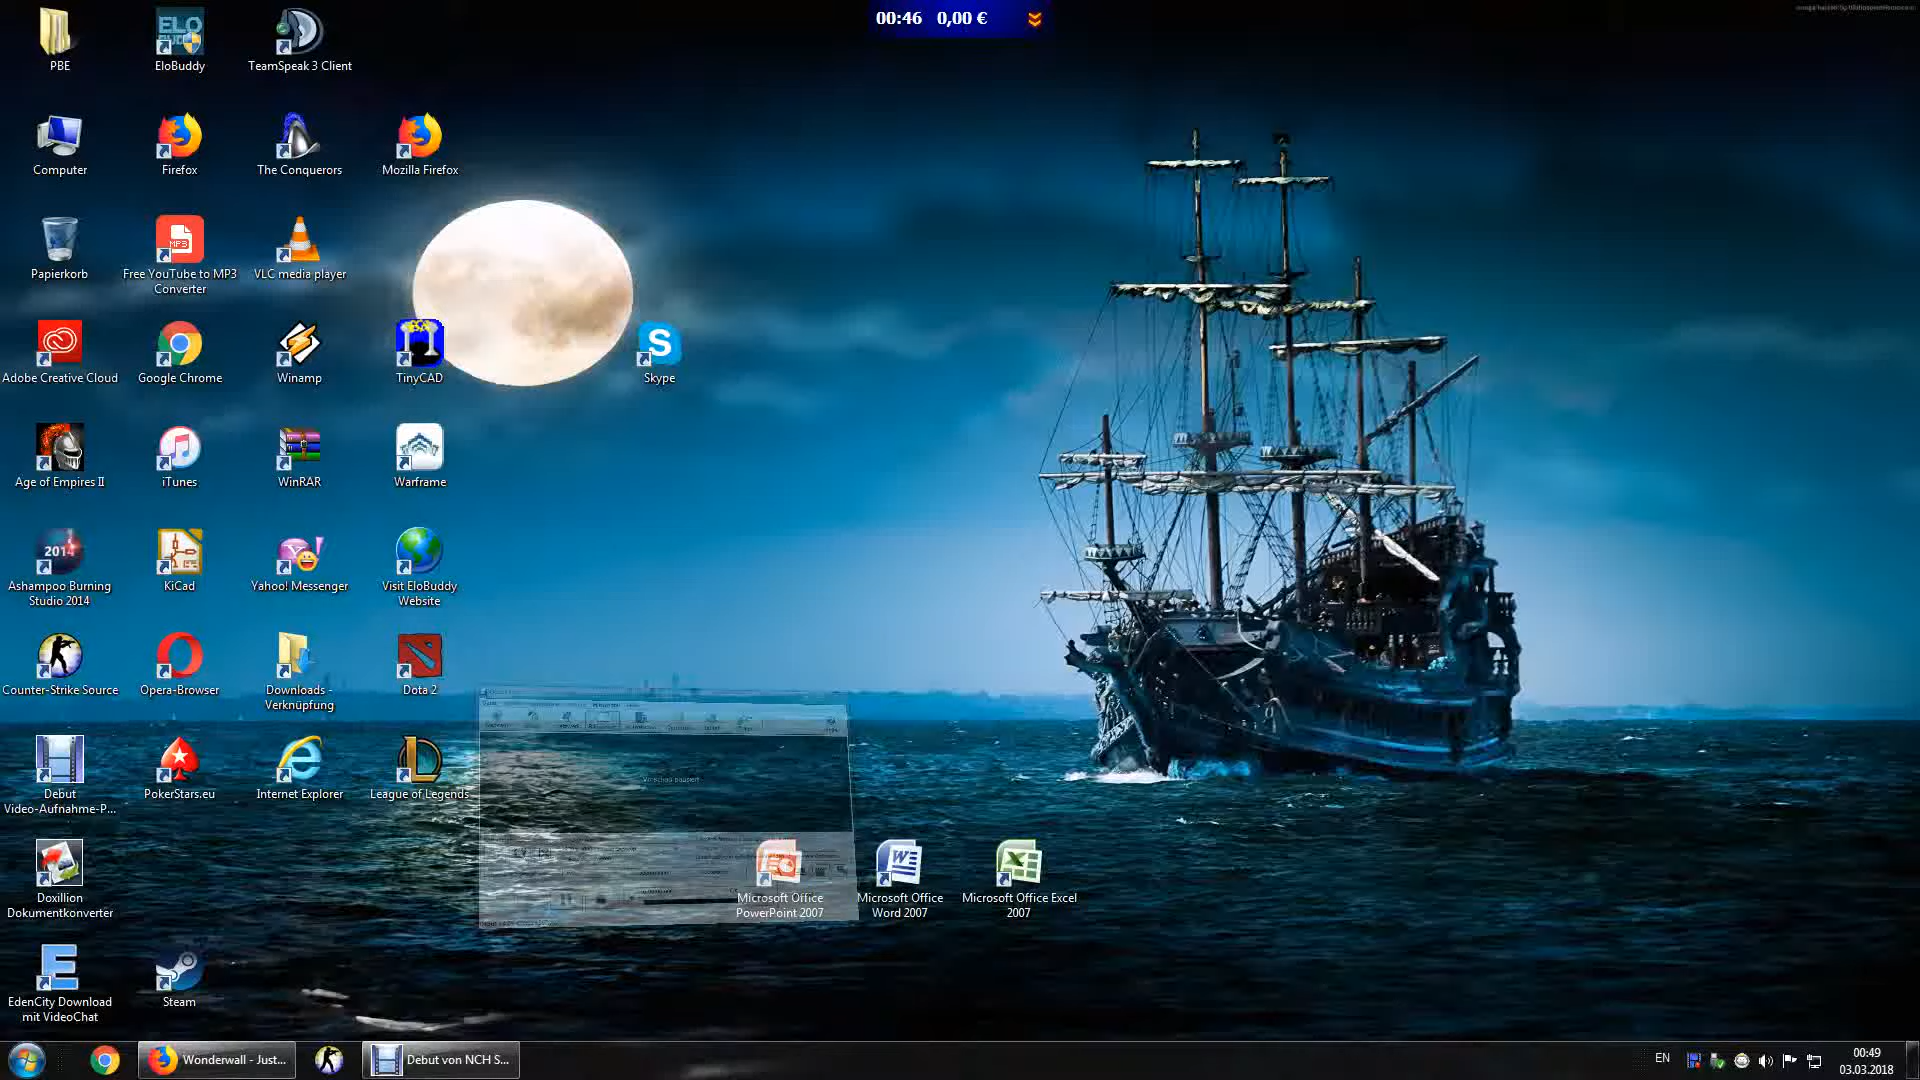 00:46 0,00 €
PBE
EloBuddy
TeamSpeak 3 Client
Computer
Firefox
The Conquerors
Mozilla Firefox
Papierkorb
Free YouTube to MP3
Converter
VLC media player
Adobe Creative Cloud
Google Chrome
Winamp
TinyCAD
Skype
Age of Empires II
iTunes
WinRAR
Warframe
Ashampoo Burning
Studio 2014
KiCad
Yahoo! Messenger
Visit EloBuddy
Website
Counter-Strike Source
Opera-Browser
Downloads -
Verknüpfung
Dota 2
Debut
Video-Aufnahme-P...
PokerStars.eu
Internet Explorer
League of Legends
Vorschau pausiert
Doxillion
Dokumentkonverter
Microsoft Office
PowerPoint 2007
Microsoft Office
Word 2007
Microsoft Office Excel
2007
EdenCity Download
mit VideoChat
Steam
Wonderwall - Just...
Debut von NCH S...
EN
00:49
03.03.2018